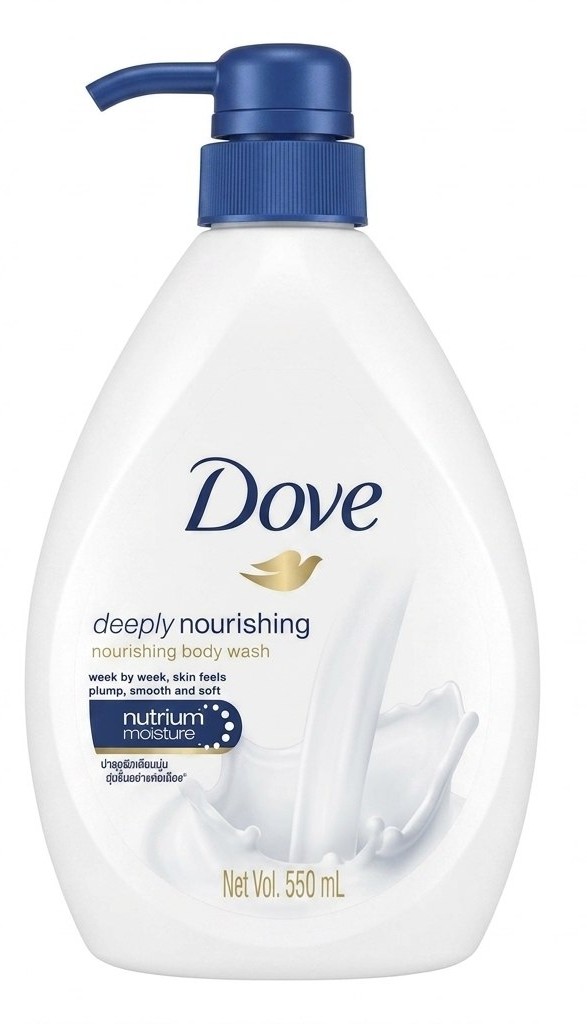 Dove
deeply nourishing
nourishing body wash
week by week, skin feels
plump, smooth and soft
nutrium
moisture
Net Vol. 550 mL